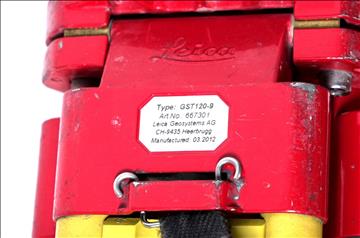 Leica
Type: GST120-9
Art No. 667301
Leica Geosystems AG
CH-9435 Heerbrugg
Manufactured: 03.2012